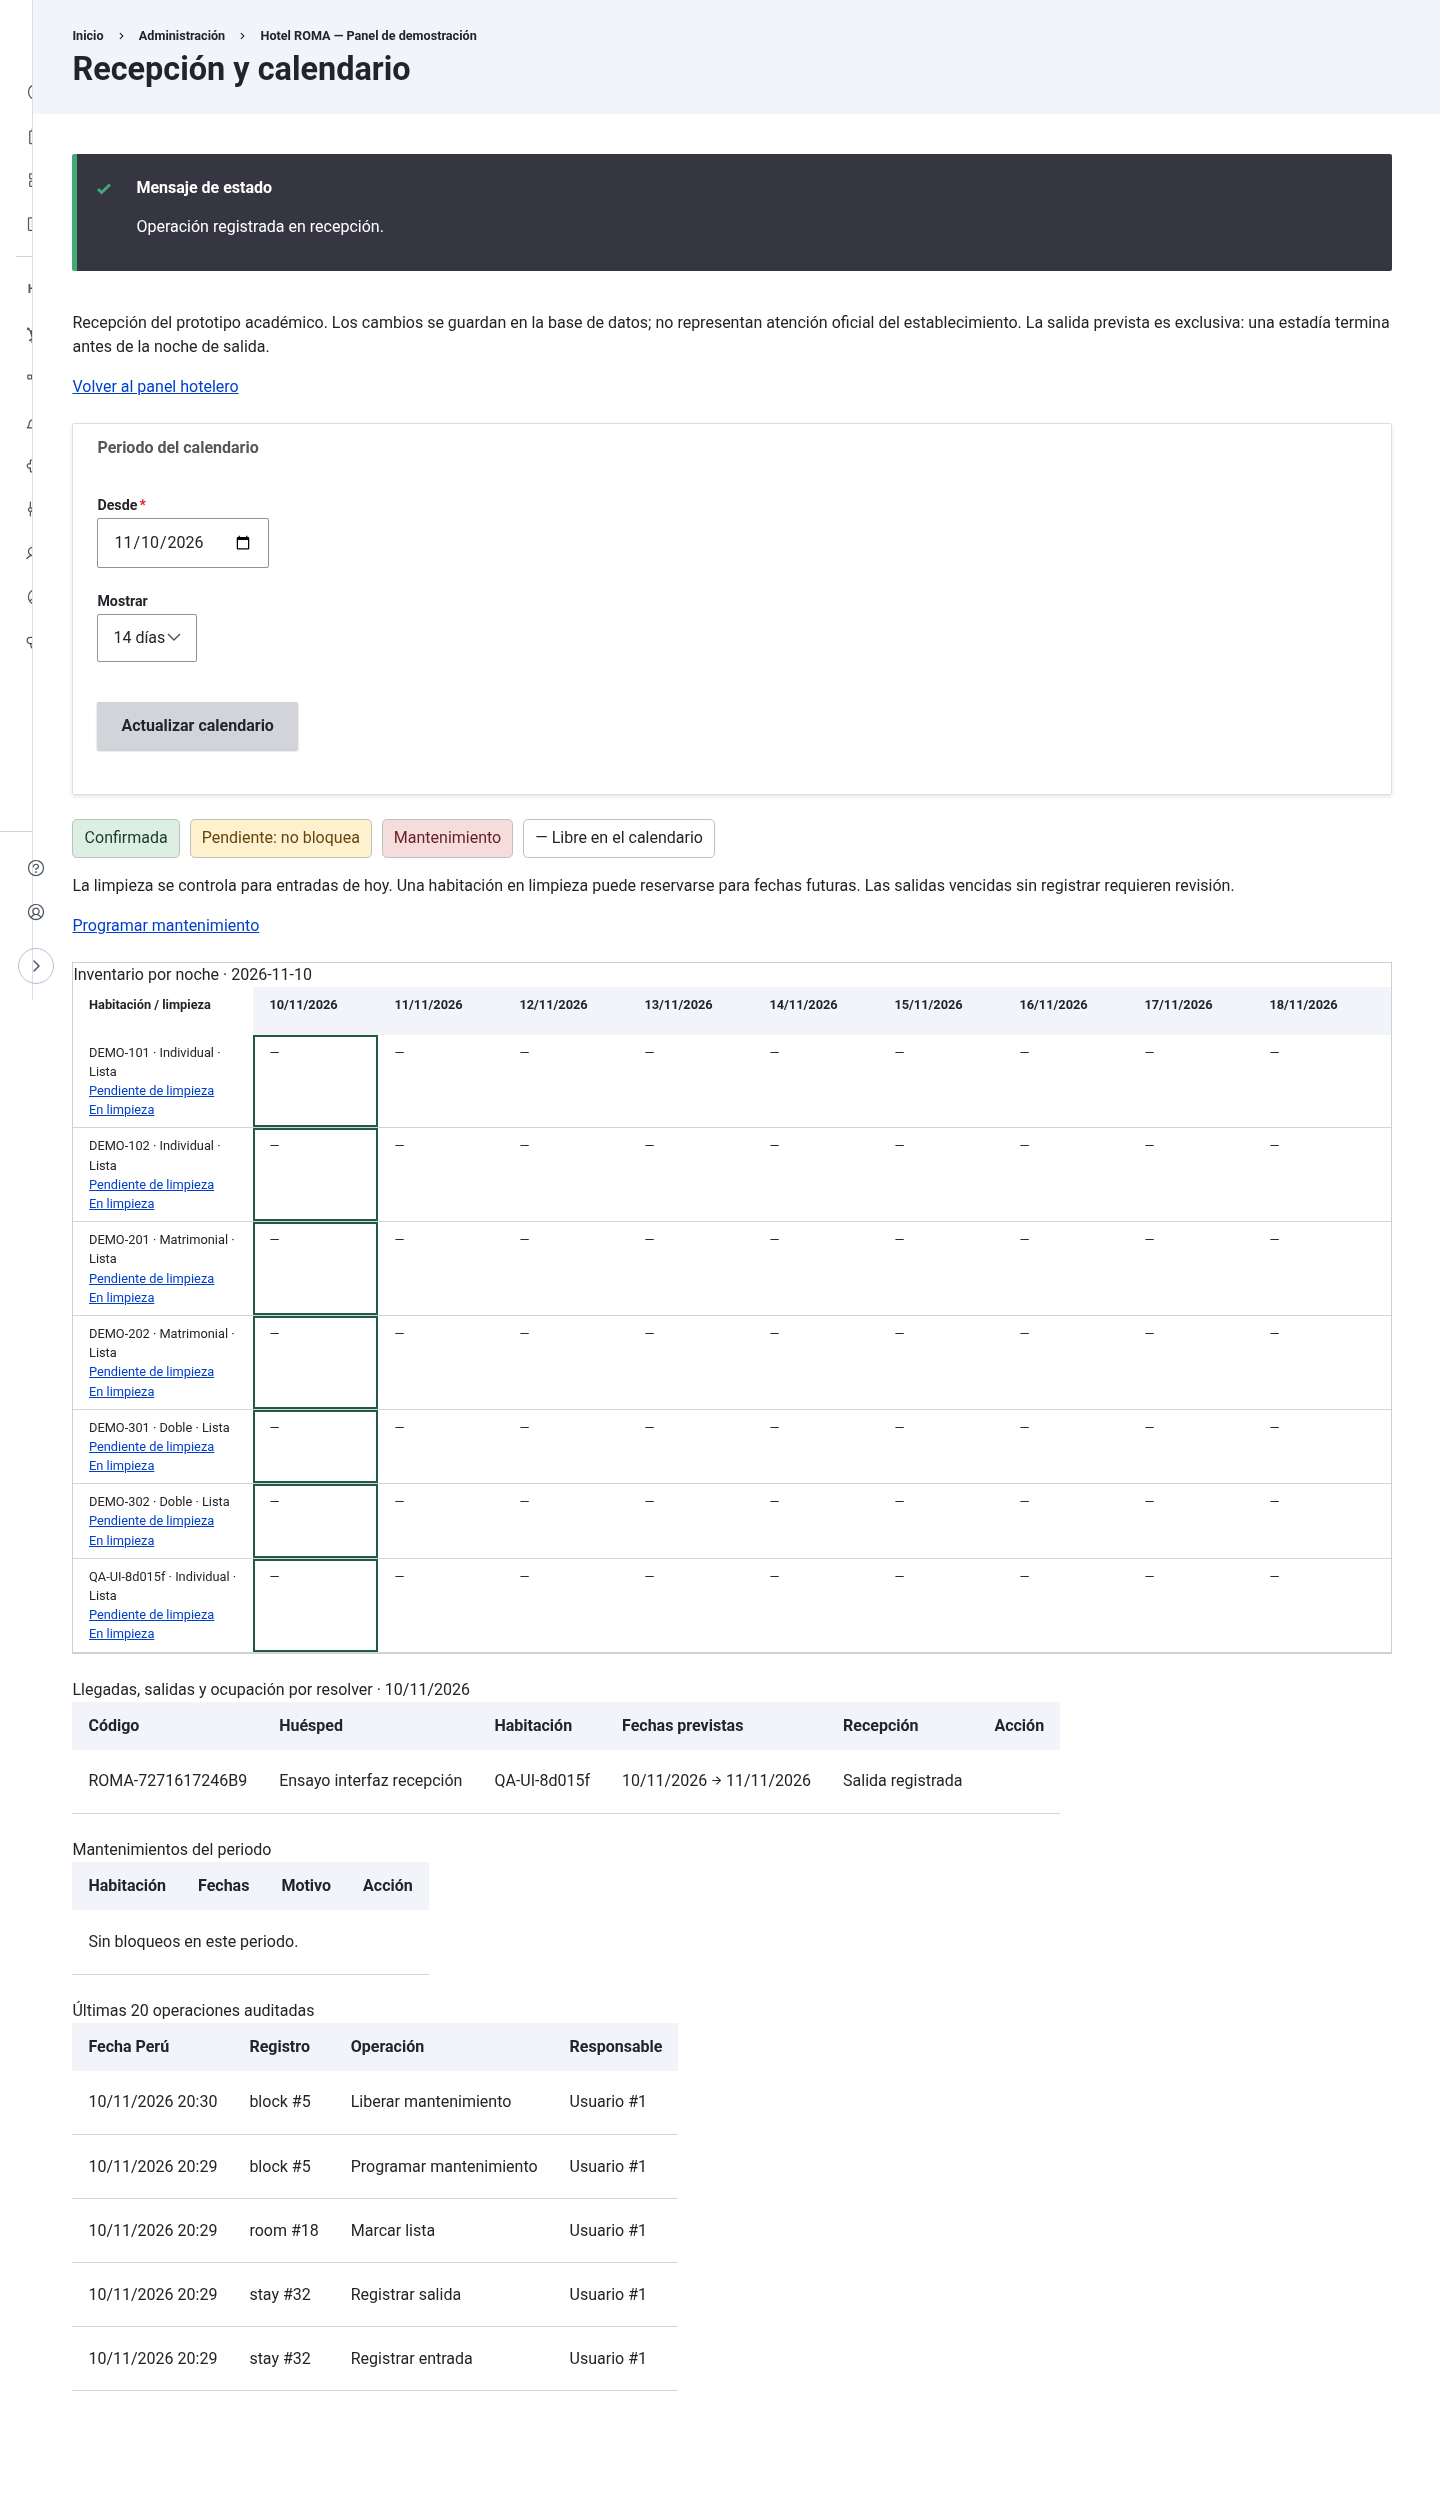 Inicio > Administración > Hotel ROMA — Panel de demostración
Recepción y calendario
Mensaje de estado
Operación registrada en recepción.
Recepción del prototipo académico. Los cambios se guardan en la base de datos; no representan atención oficial del establecimiento. La salida prevista es exclusiva: una estadía termina
antes de la noche de salida.
Volver al panel hotelero
Periodo del calendario
Desde*
11/10/2026
Mostrar
14 días
Actualizar calendario
Confirmada Pendiente: no bloquea Mantenimiento — Libre en el calendario
La limpieza se controla para entradas de hoy. Una habitación en limpieza puede reservarse para fechas futuras. Las salidas vencidas sin registrar requieren revisión.
Programar mantenimiento
Inventario por noche · 2026-11-10
Habitación / limpieza 10/11/2026 11/11/2026 12/11/2026 13/11/2026 14/11/2026 15/11/2026 16/11/2026 17/11/2026 18/11/2026
DEMO-101 · Individual · — — — — — — — — —
Lista
Pendiente de limpieza
En limpieza
DEMO-102 · Individual · — — — — — — — — —
Lista
Pendiente de limpieza
En limpieza
DEMO-201 · Matrimonial · — — — — — — — — —
Lista
Pendiente de limpieza
En limpieza
DEMO-202 · Matrimonial · — — — — — — — — —
Lista
Pendiente de limpieza
En limpieza
DEMO-301 · Doble · Lista — — — — — — — — —
Pendiente de limpieza
En limpieza
DEMO-302 · Doble · Lista — — — — — — — — —
Pendiente de limpieza
En limpieza
QA-UI-8d015f · Individual · — — — — — — — — —
Lista
Pendiente de limpieza
En limpieza
Llegadas, salidas y ocupación por resolver · 10/11/2026
Código Huésped Habitación Fechas previstas Recepción Acción
ROMA-7271617246B9 Ensayo interfaz recepción QA-UI-8d015f 10/11/2026 → 11/11/2026 Salida registrada
Mantenimientos del periodo
Habitación Fechas Motivo Acción
Sin bloqueos en este periodo.
Últimas 20 operaciones auditadas
Fecha Perú Registro Operación Responsable
10/11/2026 20:30 block #5 Liberar mantenimiento Usuario #1
10/11/2026 20:29 block #5 Programar mantenimiento Usuario #1
10/11/2026 20:29 room #18 Marcar lista Usuario #1
10/11/2026 20:29 stay #32 Registrar salida Usuario #1
10/11/2026 20:29 stay #32 Registrar entrada Usuario #1